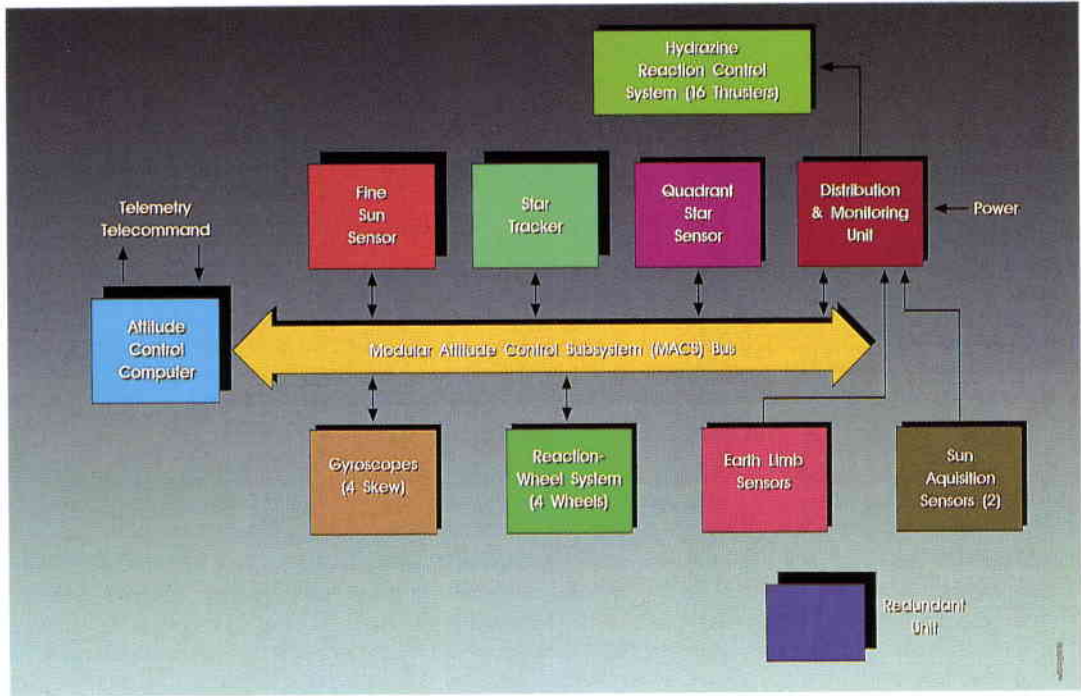 Hydrazine
Reaction Control
System (16 Thrusters)
Fine
Sun
Sensor
Star
Tracker
Quadrant
Star
Sensor
Distribution
& Monitoring
Unit
Power
Telemetry
Telecommand
Attitude
Control
Computer
Modular Attitude Control Subsystem (MACS) Bus
Gyroscopes
(4 Skew)
Reaction-
Wheel System
(4 Wheels)
Earth Limb
Sensors
Sun
Aquisition
Sensors (2)
Redundant
Unit